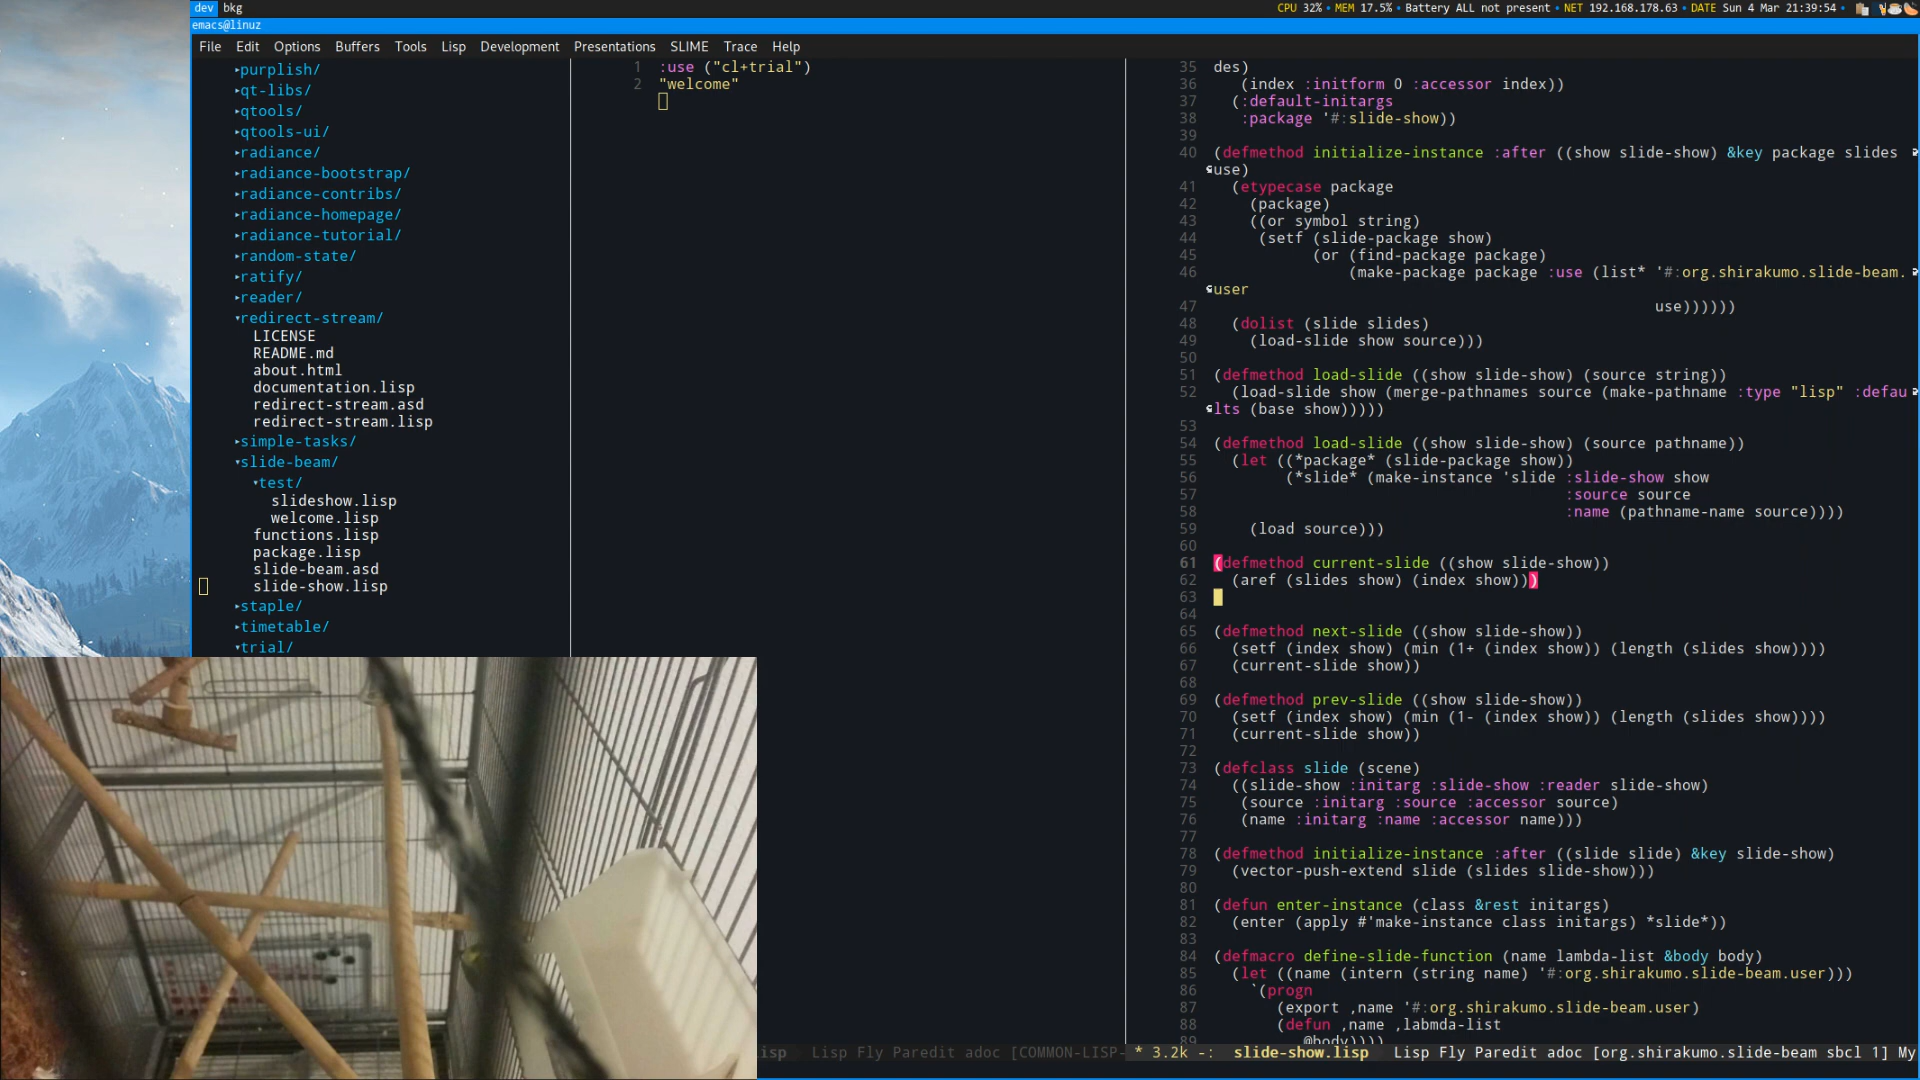 dev bkg
CPU 32% • MEM 17.5% • Battery ALL not present • NET 192.168.178.63 • DATE Sun 4 Mar 21:39:54 •
emacs@linuz
File Edit Options Buffers Tools Lisp Development Presentations SLIME Trace Help
▸purplish/
▸qt-libs/
▸qtools/
▸qtools-ui/
▸radiance/
▸radiance-bootstrap/
▸radiance-contribs/
▸radiance-homepage/
▸radiance-tutorial/
▸random-state/
▸ratify/
▸reader/
▾redirect-stream/
LICENSE
README.md
about.html
documentation.lisp
redirect-stream.asd
redirect-stream.lisp
▸simple-tasks/
▾slide-beam/
▾test/
slideshow.lisp
welcome.lisp
functions.lisp
package.lisp
slide-beam.asd
slide-show.lisp
▸staple/
▸timetable/
▾trial/
1 :use ("cl+trial")
2 "welcome"
35 des)
36 (index :initform 0 :accessor index))
37 (:default-initargs
38 :package '#:slide-show))
39
40 (defmethod initialize-instance :after ((show slide-show) &key package slides
use)
41 (etypecase package
42 (package)
43 ((or symbol string)
44 (setf (slide-package show)
45 (or (find-package package)
46 (make-package package :use (list* '#:org.shirakumo.slide-beam.
user
47 use))))))
48 (dolist (slide slides)
49 (load-slide show source)))
50
51 (defmethod load-slide ((show slide-show) (source string))
52 (load-slide show (merge-pathnames source (make-pathname :type "lisp" :defau
lts (base show)))))
53
54 (defmethod load-slide ((show slide-show) (source pathname))
55 (let ((*package* (slide-package show))
56 (*slide* (make-instance 'slide :slide-show show
57 :source source
58 :name (pathname-name source))))
59 (load source)))
60
61 (defmethod current-slide ((show slide-show))
62 (aref (slides show) (index show)))
63
64
65 (defmethod next-slide ((show slide-show))
66 (setf (index show) (min (1+ (index show)) (length (slides show))))
67 (current-slide show))
68
69 (defmethod prev-slide ((show slide-show))
70 (setf (index show) (min (1- (index show)) (length (slides show))))
71 (current-slide show))
72
73 (defclass slide (scene)
74 ((slide-show :initarg :slide-show :reader slide-show)
75 (source :initarg :source :accessor source)
76 (name :initarg :name :accessor name)))
77
78 (defmethod initialize-instance :after ((slide slide) &key slide-show)
79 (vector-push-extend slide (slides slide-show)))
80
81 (defun enter-instance (class &rest initargs)
82 (enter (apply #'make-instance class initargs) *slide*))
83
84 (defmacro define-slide-function (name lambda-list &body body)
85 (let ((name (intern (string name) '#:org.shirakumo.slide-beam.user)))
86 `(progn
87 (export ,name '#:org.shirakumo.slide-beam.user)
88 (defun ,name ,labmda-list
89 ,@body))))
isp Lisp Fly Paredit adoc [COMMON-LISP-
* 3.2k -: slide-show.lisp Lisp Fly Paredit adoc [org.shirakumo.slide-beam sbcl 1] My